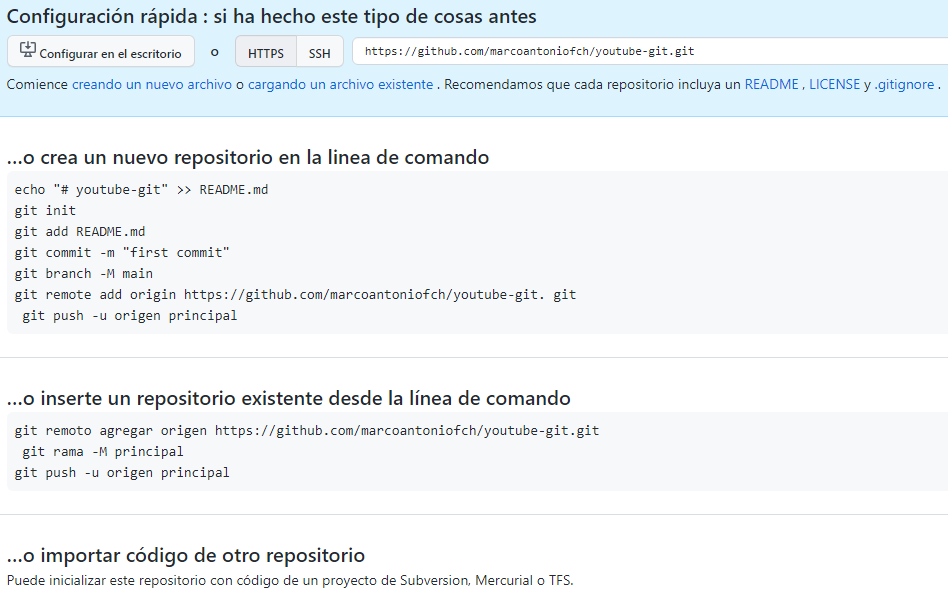 Configuración rápida : si ha hecho este tipo de cosas antes
Configurar en el escritorio o HTTPS SSH https://github.com/marcoantoniofch/youtube-git.git
Comience creando un nuevo archivo o cargando un archivo existente . Recomendamos que cada repositorio incluya un README , LICENSE y .gitignore .
...o crea un nuevo repositorio en la linea de comando
echo "# youtube-git" >> README.md
git init
git add README.md
git commit -m "first commit"
git branch -M main
git remote add origin https://github.com/marcoantoniofch/youtube-git. git
git push -u origen principal
...o inserte un repositorio existente desde la línea de comando
git remoto agregar origen https://github.com/marcoantoniofch/youtube-git.git
git rama -M principal
git push -u origen principal
...o importar código de otro repositorio
Puede inicializar este repositorio con código de un proyecto de Subversion, Mercurial o TFS.